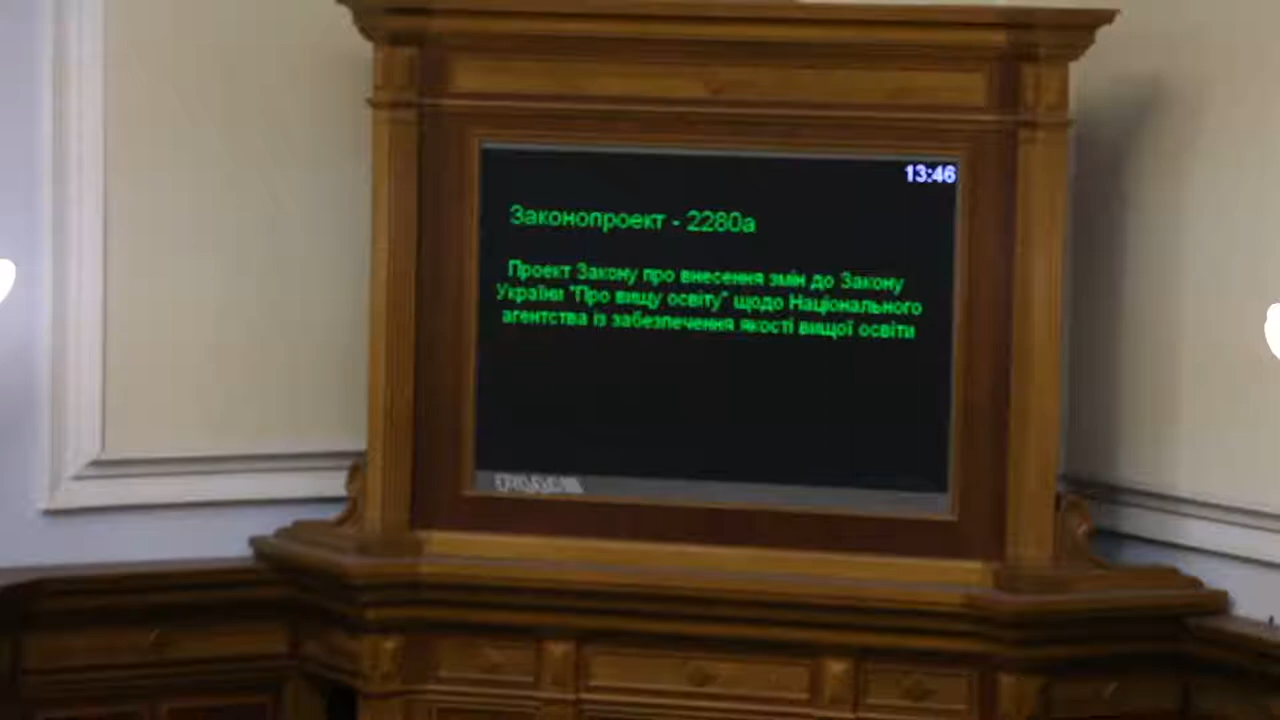 13:46
Законопроект - 2280а
Проект Закону про внесення змін до Закону
України "Про вищу освіту" щодо Національного
агентства із забезпечення якості вищої освіти